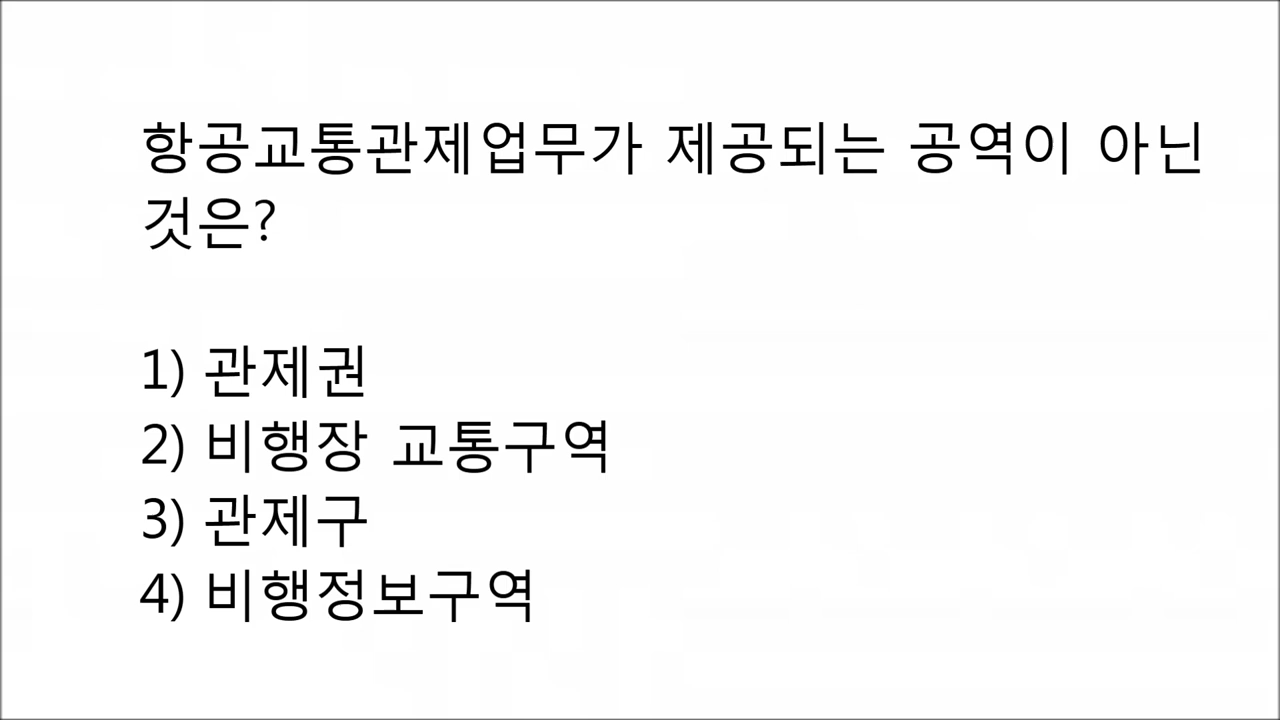 항공교통관제업무가 제공되는 공역이 아닌
것은?
1) 관제권
2) 비행장 교통구역
3) 관제구
4) 비행정보구역